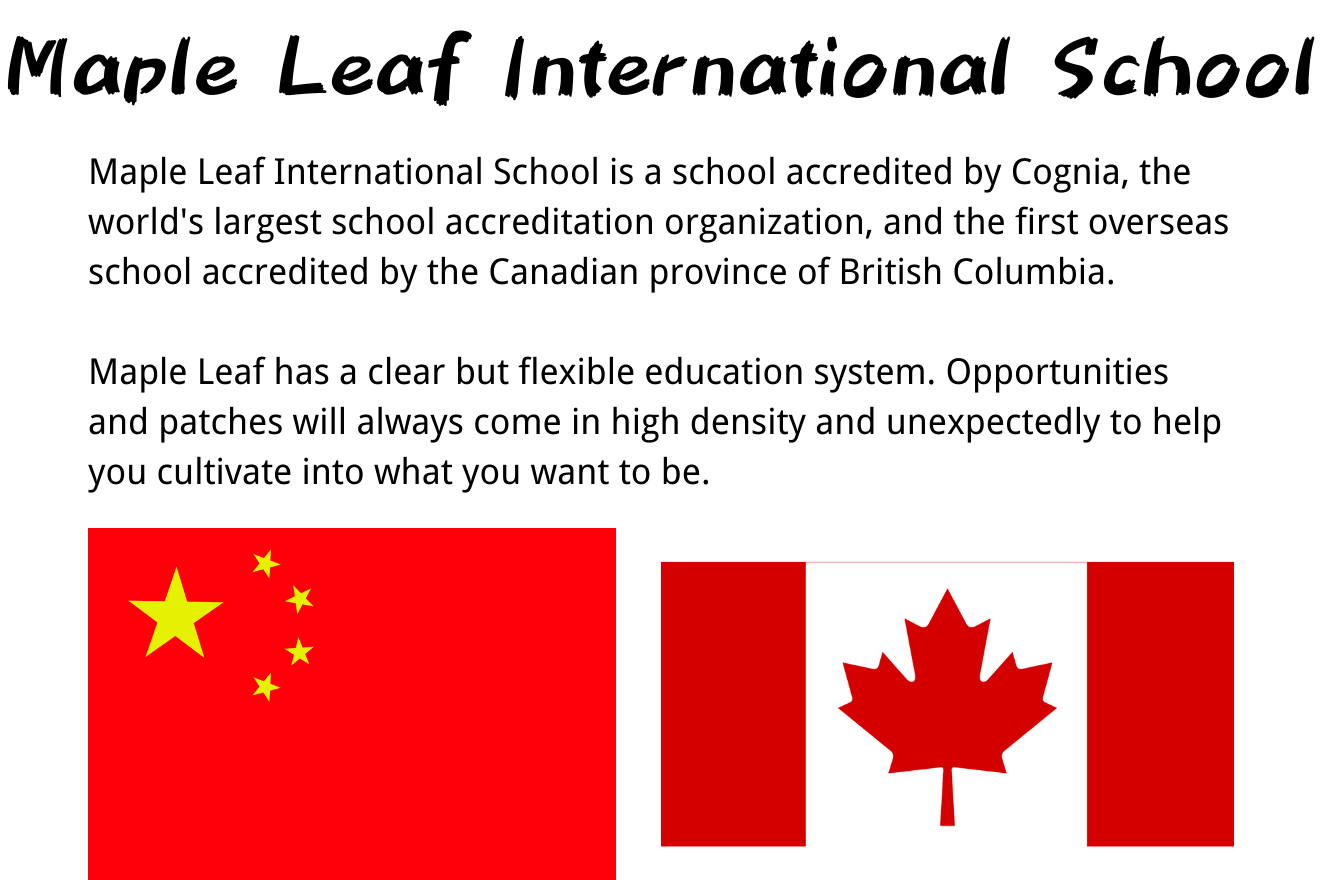 Maple Leaf International School
Maple Leaf International School is a school accredited by Cognia, the
world's largest school accreditation organization, and the first overseas
school accredited by the Canadian province of British Columbia.
Maple Leaf has a clear but flexible education system. Opportunities
and patches will always come in high density and unexpectedly to help
you cultivate into what you want to be.